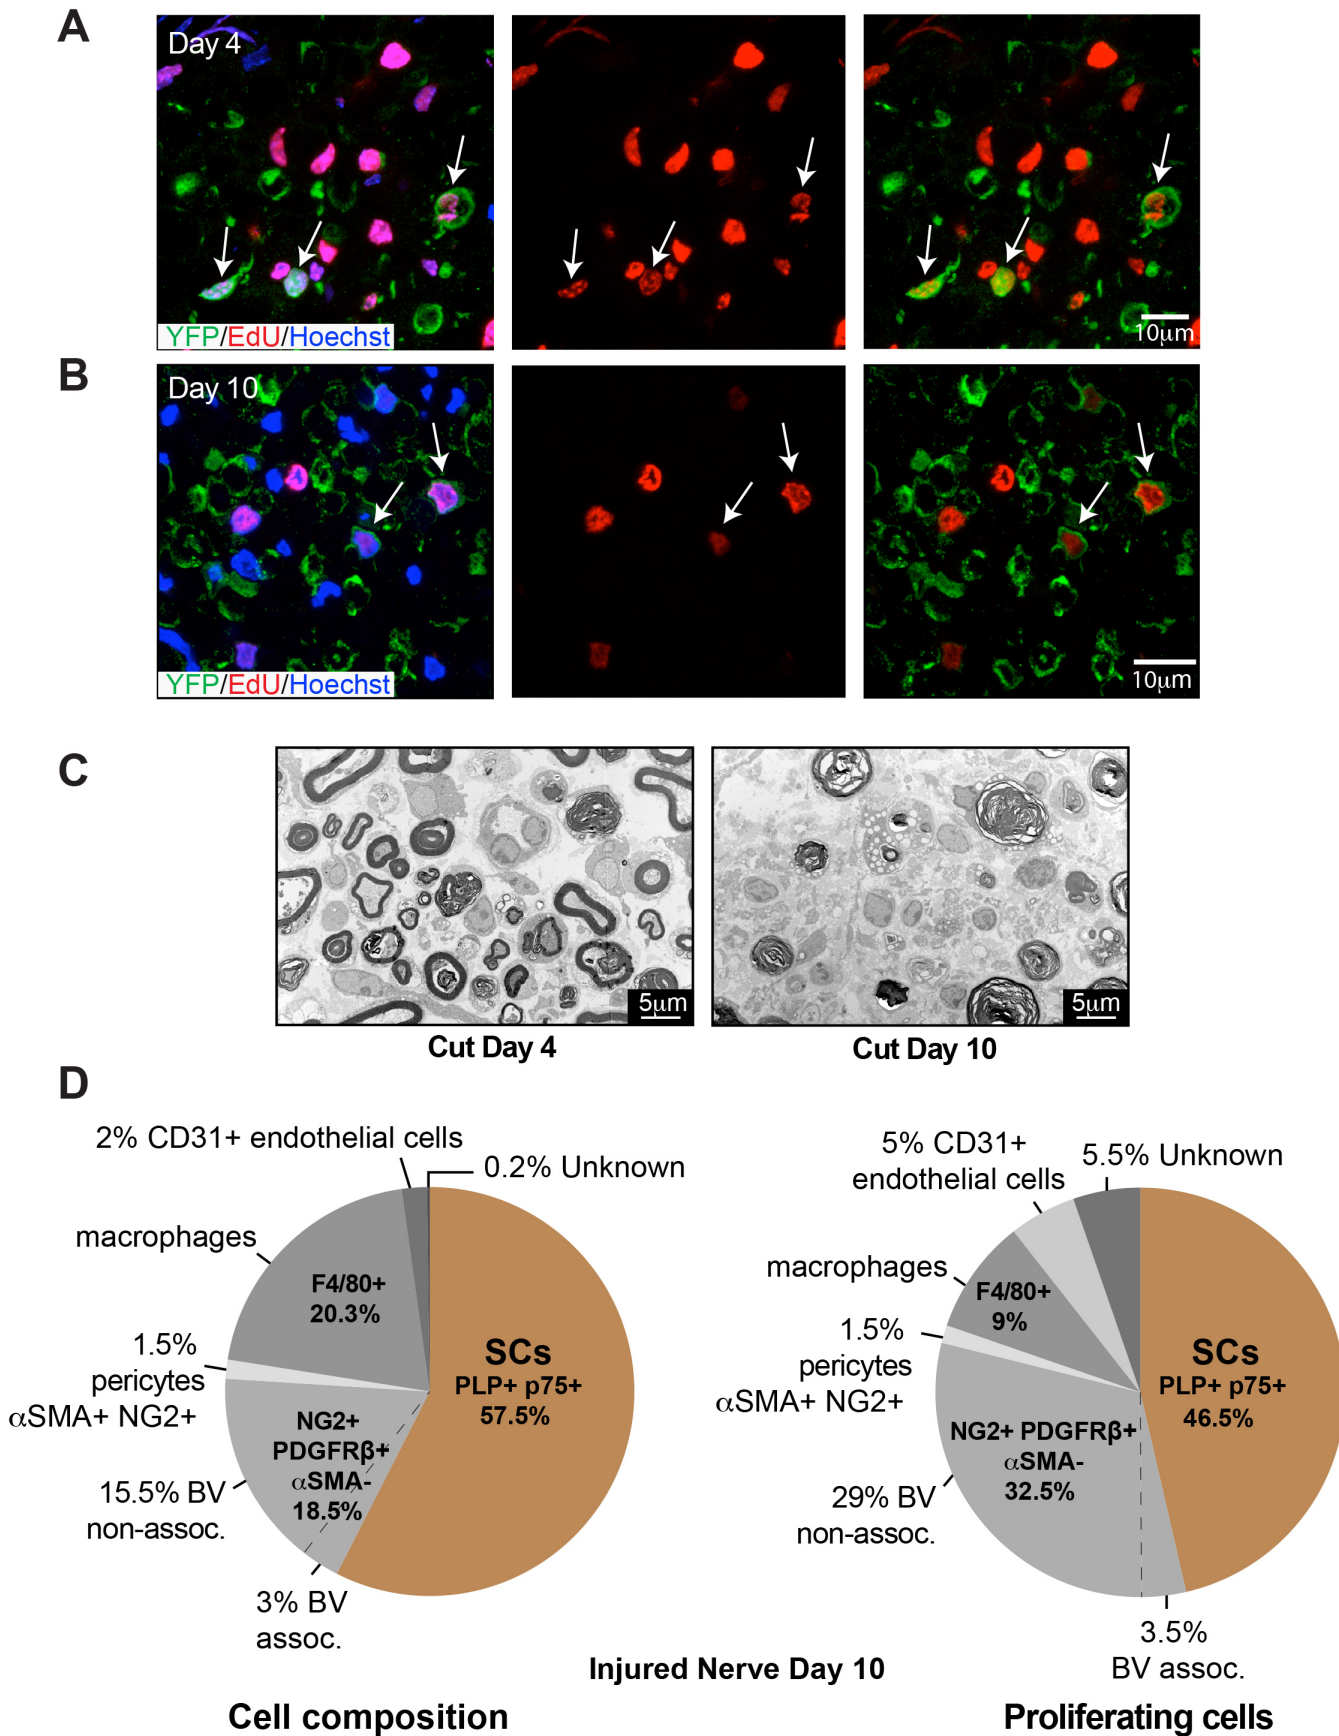 A
Day 4
YFP/EdU/Hoechst
10µm
B
Day 10
YFP/EdU/Hoechst
10µm
C
5µm
5µm
Cut Day 4
Cut Day 10
D
2% CD31+ endothelial cells
0.2% Unknown
macrophages
F4/80+
20.3%
1.5%
pericytes
αSMA+ NG2+
SCs
PLP+ p75+
57.5%
NG2+
PDGFRβ+
αSMA-
18.5%
15.5% BV
non-assoc.
3% BV
assoc.
5% CD31+
endothelial cells
5.5% Unknown
macrophages
F4/80+
9%
1.5%
pericytes
αSMA+ NG2+
SCs
PLP+ p75+
46.5%
NG2+ PDGFRβ+
αSMA-
32.5%
29% BV
non-assoc.
3.5%
BV assoc.
Injured Nerve Day 10
Cell composition
Proliferating cells